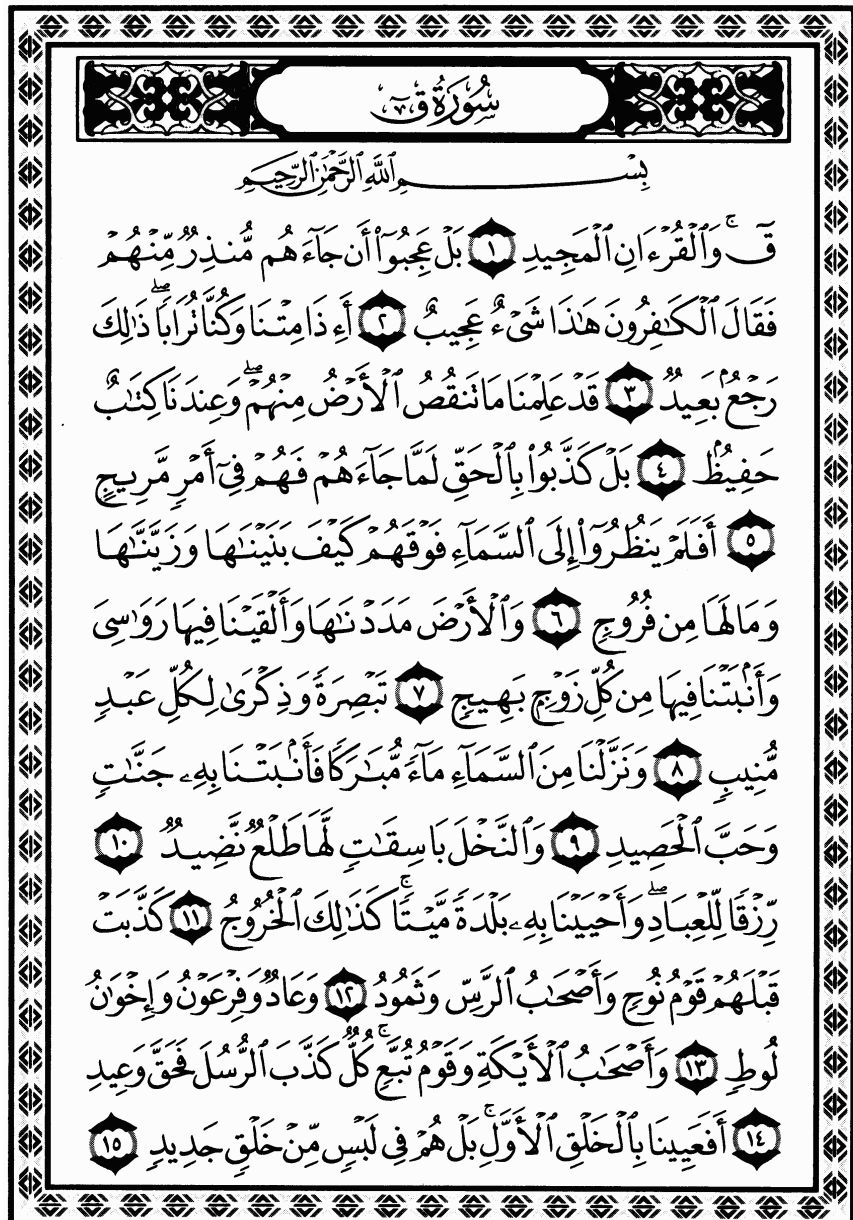 سُورَةُ قٓ
بِسْمِ ٱللَّهِ ٱلرَّحْمَٰنِ ٱلرَّحِيمِ
قٓ ۚ وَٱلْقُرْءَانِ ٱلْمَجِيدِ ١ بَلْ عَجِبُوٓا۟ أَن جَآءَهُم مُّنذِرٌ مِّنْهُمْ
فَقَالَ ٱلْكَٰفِرُونَ هَٰذَا شَىْءٌ عَجِيبٌ ٢ أَءِذَا مِتْنَا وَكُنَّا تُرَابًا ۖ ذَٰلِكَ
رَجْعٌۢ بَعِيدٌ ٣ قَدْ عَلِمْنَا مَا تَنقُصُ ٱلْأَرْضُ مِنْهُمْ ۖ وَعِندَنَا كِتَٰبٌ
حَفِيظٌۢ ٤ بَلْ كَذَّبُوا۟ بِٱلْحَقِّ لَمَّا جَآءَهُمْ فَهُمْ فِىٓ أَمْرٍ مَّرِيجٍ
٥ أَفَلَمْ يَنظُرُوٓا۟ إِلَى ٱلسَّمَآءِ فَوْقَهُمْ كَيْفَ بَنَيْنَٰهَا وَزَيَّنَّٰهَا
وَمَا لَهَا مِن فُرُوجٍ ٦ وَٱلْأَرْضَ مَدَدْنَٰهَا وَأَلْقَيْنَا فِيهَا رَوَٰسِىَ
وَأَنۢبَتْنَا فِيهَا مِن كُلِّ زَوْجٍۭ بَهِيجٍ ٧ تَبْصِرَةً وَذِكْرَىٰ لِكُلِّ عَبْدٍ
مُّنِيبٍ ٨ وَنَزَّلْنَا مِنَ ٱلسَّمَآءِ مَآءً مُّبَٰرَكًا فَأَنۢبَتْنَا بِهِۦ جَنَّٰتٍ
وَحَبَّ ٱلْحَصِيدِ ٩ وَٱلنَّخْلَ بَاسِقَٰتٍ لَّهَا طَلْعٌ نَّضِيدٌ ١٠
رِّزْقًا لِّلْعِبَادِ ۖ وَأَحْيَيْنَا بِهِۦ بَلْدَةً مَّيْتًا ۚ كَذَٰلِكَ ٱلْخُرُوجُ ١١ كَذَّبَتْ
قَبْلَهُمْ قَوْمُ نُوحٍ وَأَصْحَٰبُ ٱلرَّسِّ وَثَمُودُ ١٢ وَعَادٌ وَفِرْعَوْنُ وَإِخْوَٰنُ
لُوطٍ ١٣ وَأَصْحَٰبُ ٱلْأَيْكَةِ وَقَوْمُ تُبَّعٍ ۚ كُلٌّ كَذَّبَ ٱلرُّسُلَ فَحَقَّ وَعِيدِ
١٤ أَفَعَيِينَا بِٱلْخَلْقِ ٱلْأَوَّلِ ۚ بَلْ هُمْ فِى لَبْسٍ مِّنْ خَلْقٍ جَدِيدٍ ١٥